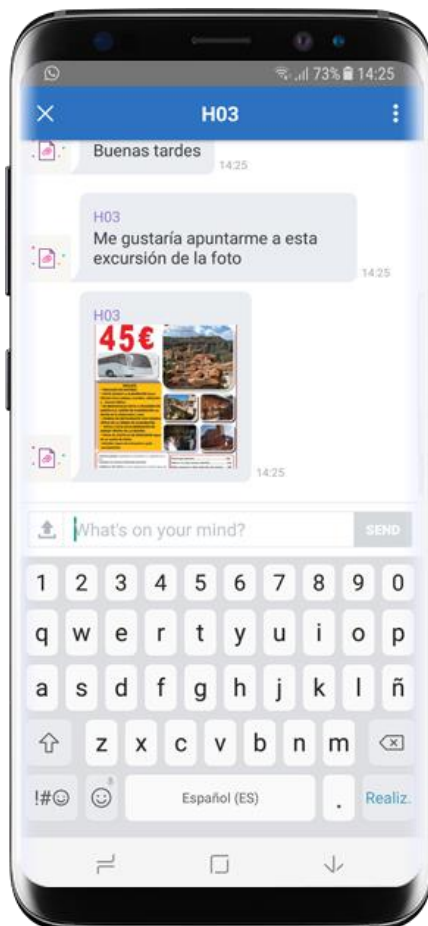 73% 14:25
H03
Buenas tardes
14:25
H03
Me gustaría apuntarme a esta
excursión de la foto
14:25
H03
45€
14:25
What's on your mind?
SEND
1 2 3 4 5 6 7 8 9 0
q w e r t y u i o p
a s d f g h j k l ñ
z x c v b n m
!#☺ Español (ES) . Realiz.